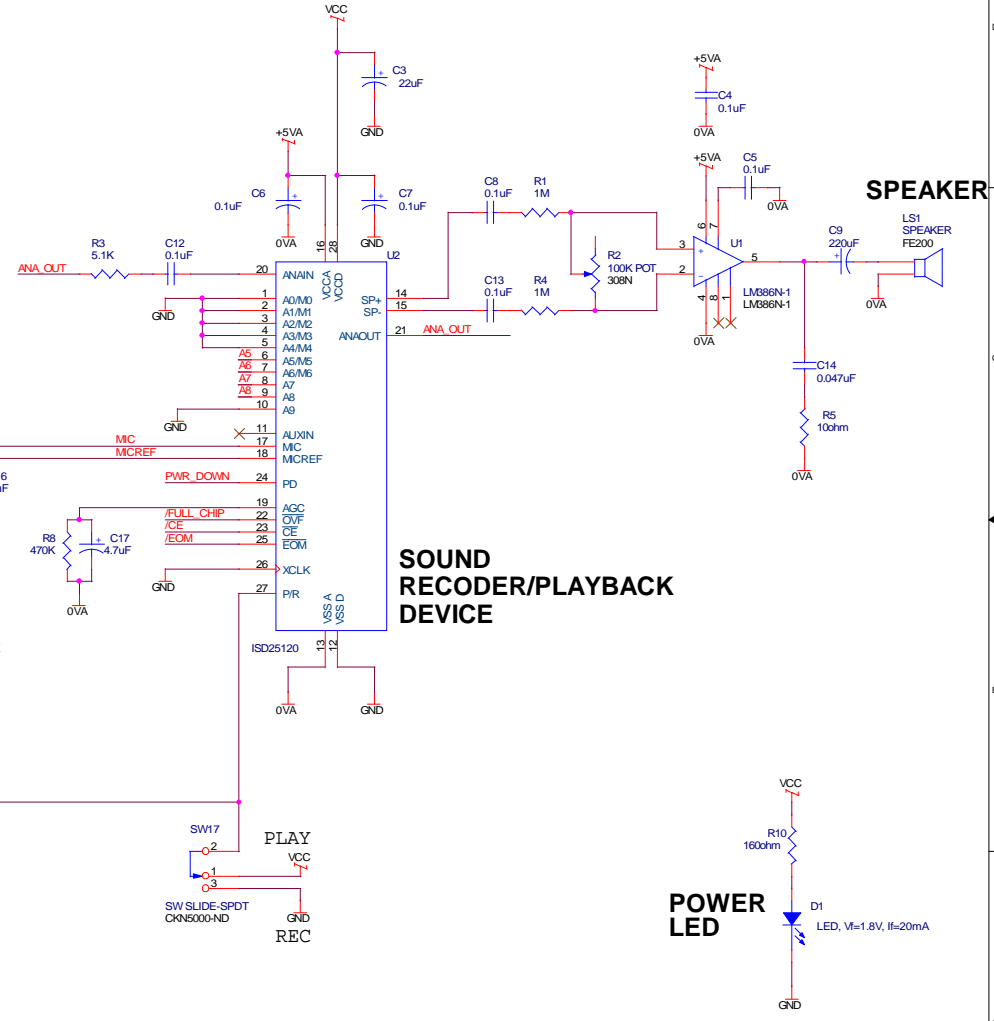 VCC
C3
22uF
GND
+5VA
C4
0.1uF
0VA
+5VA
C6
0.1uF
0VA
C7
0.1uF
GND
16
28
VCCA
VCCD
U2
ANA_OUT
R3
5.1K
C12
0.1uF
20
ANAIN
GND
1
A0/M0
2
A1/M1
3
A2/M2
4
A3/M3
5
A4/M4
A5
6
A5/M5
A6
7
A6/M6
A7
8
A7
A8
9
A8
GND
10
A9
11
AUXIN
MIC
17
MIC
MICREF
18
MICREF
PWR_DOWN
24
PD
19
AGC
/FULL_CHIP
22
OVF
/CE
23
CE
/EOM
25
EOM
GND
26
XCLK
27
P/R
SP+
14
SP-
15
ANAOUT
21
ANA_OUT
6
uF
R8
470K
C17
4.7uF
0VA
VSS A
VSS D
13
12
ISD25120
0VA
GND
SOUND
RECODER/PLAYBACK
DEVICE
C8
0.1uF
R1
1M
C13
0.1uF
R4
1M
R2
100K POT
308N
+5VA
C5
0.1uF
0VA
6
7
3
+
2
-
U1
5
4
8
1
LM386N-1
LM386N-1
0VA
SPEAKER
LS1
SPEAKER
FE200
C9
220uF
0VA
C14
0.047uF
R5
10ohm
0VA
SW17
2
1
3
PLAY
VCC
GND
REC
SW SLIDE-SPDT
CKN5000-ND
VCC
R10
160ohm
POWER
LED
D1
LED, Vf=1.8V, If=20mA
GND